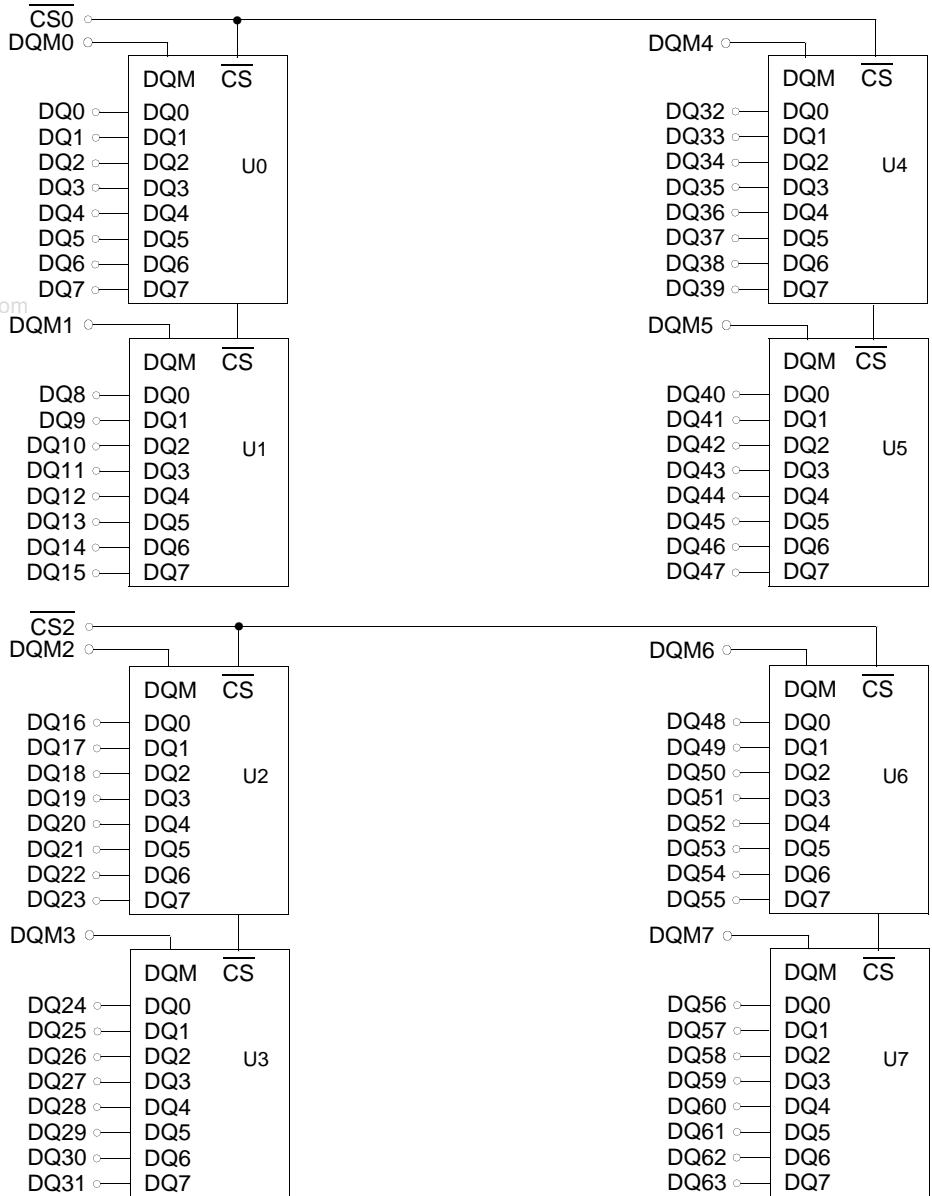 CS0
DQM0
DQM4
DQM CS
DQ0 DQ0
DQ1 DQ1
DQ2 DQ2
DQ3 DQ3
DQ4 DQ4
DQ5 DQ5
DQ6 DQ6
DQ7 DQ7
U0
DQM CS
DQ32 DQ0
DQ33 DQ1
DQ34 DQ2
DQ35 DQ3
DQ36 DQ4
DQ37 DQ5
DQ38 DQ6
DQ39 DQ7
U4
om
DQM1
DQM CS
DQ8 DQ0
DQ9 DQ1
DQ10 DQ2
DQ11 DQ3
DQ12 DQ4
DQ13 DQ5
DQ14 DQ6
DQ15 DQ7
U1
DQM5
DQM CS
DQ40 DQ0
DQ41 DQ1
DQ42 DQ2
DQ43 DQ3
DQ44 DQ4
DQ45 DQ5
DQ46 DQ6
DQ47 DQ7
U5
CS2
DQM2
DQM CS
DQ16 DQ0
DQ17 DQ1
DQ18 DQ2
DQ19 DQ3
DQ20 DQ4
DQ21 DQ5
DQ22 DQ6
DQ23 DQ7
U2
DQM6
DQM CS
DQ48 DQ0
DQ49 DQ1
DQ50 DQ2
DQ51 DQ3
DQ52 DQ4
DQ53 DQ5
DQ54 DQ6
DQ55 DQ7
U6
DQM3
DQM CS
DQ24 DQ0
DQ25 DQ1
DQ26 DQ2
DQ27 DQ3
DQ28 DQ4
DQ29 DQ5
DQ30 DQ6
DQ31 DQ7
U3
DQM7
DQM CS
DQ56 DQ0
DQ57 DQ1
DQ58 DQ2
DQ59 DQ3
DQ60 DQ4
DQ61 DQ5
DQ62 DQ6
DQ63 DQ7
U7